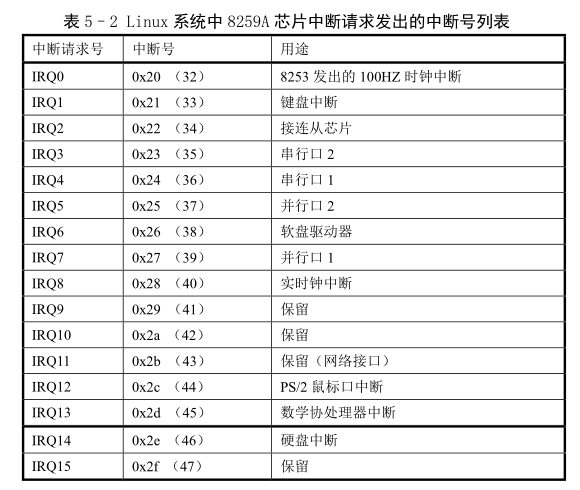 表 5-2 Linux 系统中 8259A 芯片中断请求发出的中断号列表
中断请求号 中断号 用途
IRQ0 0x20 （32） 8253 发出的 100HZ 时钟中断
IRQ1 0x21 （33） 键盘中断
IRQ2 0x22 （34） 接连从芯片
IRQ3 0x23 （35） 串行口 2
IRQ4 0x24 （36） 串行口 1
IRQ5 0x25 （37） 并行口 2
IRQ6 0x26 （38） 软盘驱动器
IRQ7 0x27 （39） 并行口 1
IRQ8 0x28 （40） 实时钟中断
IRQ9 0x29 （41） 保留
IRQ10 0x2a （42） 保留
IRQ11 0x2b （43） 保留（网络接口）
IRQ12 0x2c （44） PS/2 鼠标口中断
IRQ13 0x2d （45） 数学协处理器中断
IRQ14 0x2e （46） 硬盘中断
IRQ15 0x2f （47） 保留